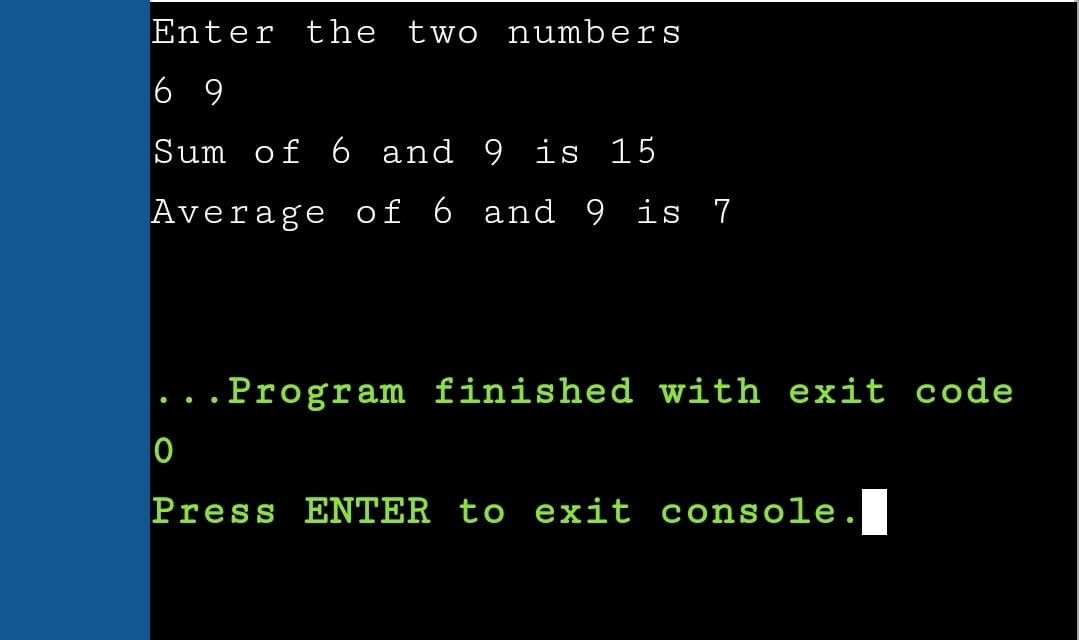 Enter the two numbers
6 9
Sum of 6 and 9 is 15
Average of 6 and 9 is 7
...Program finished with exit code
0
Press ENTER to exit console.